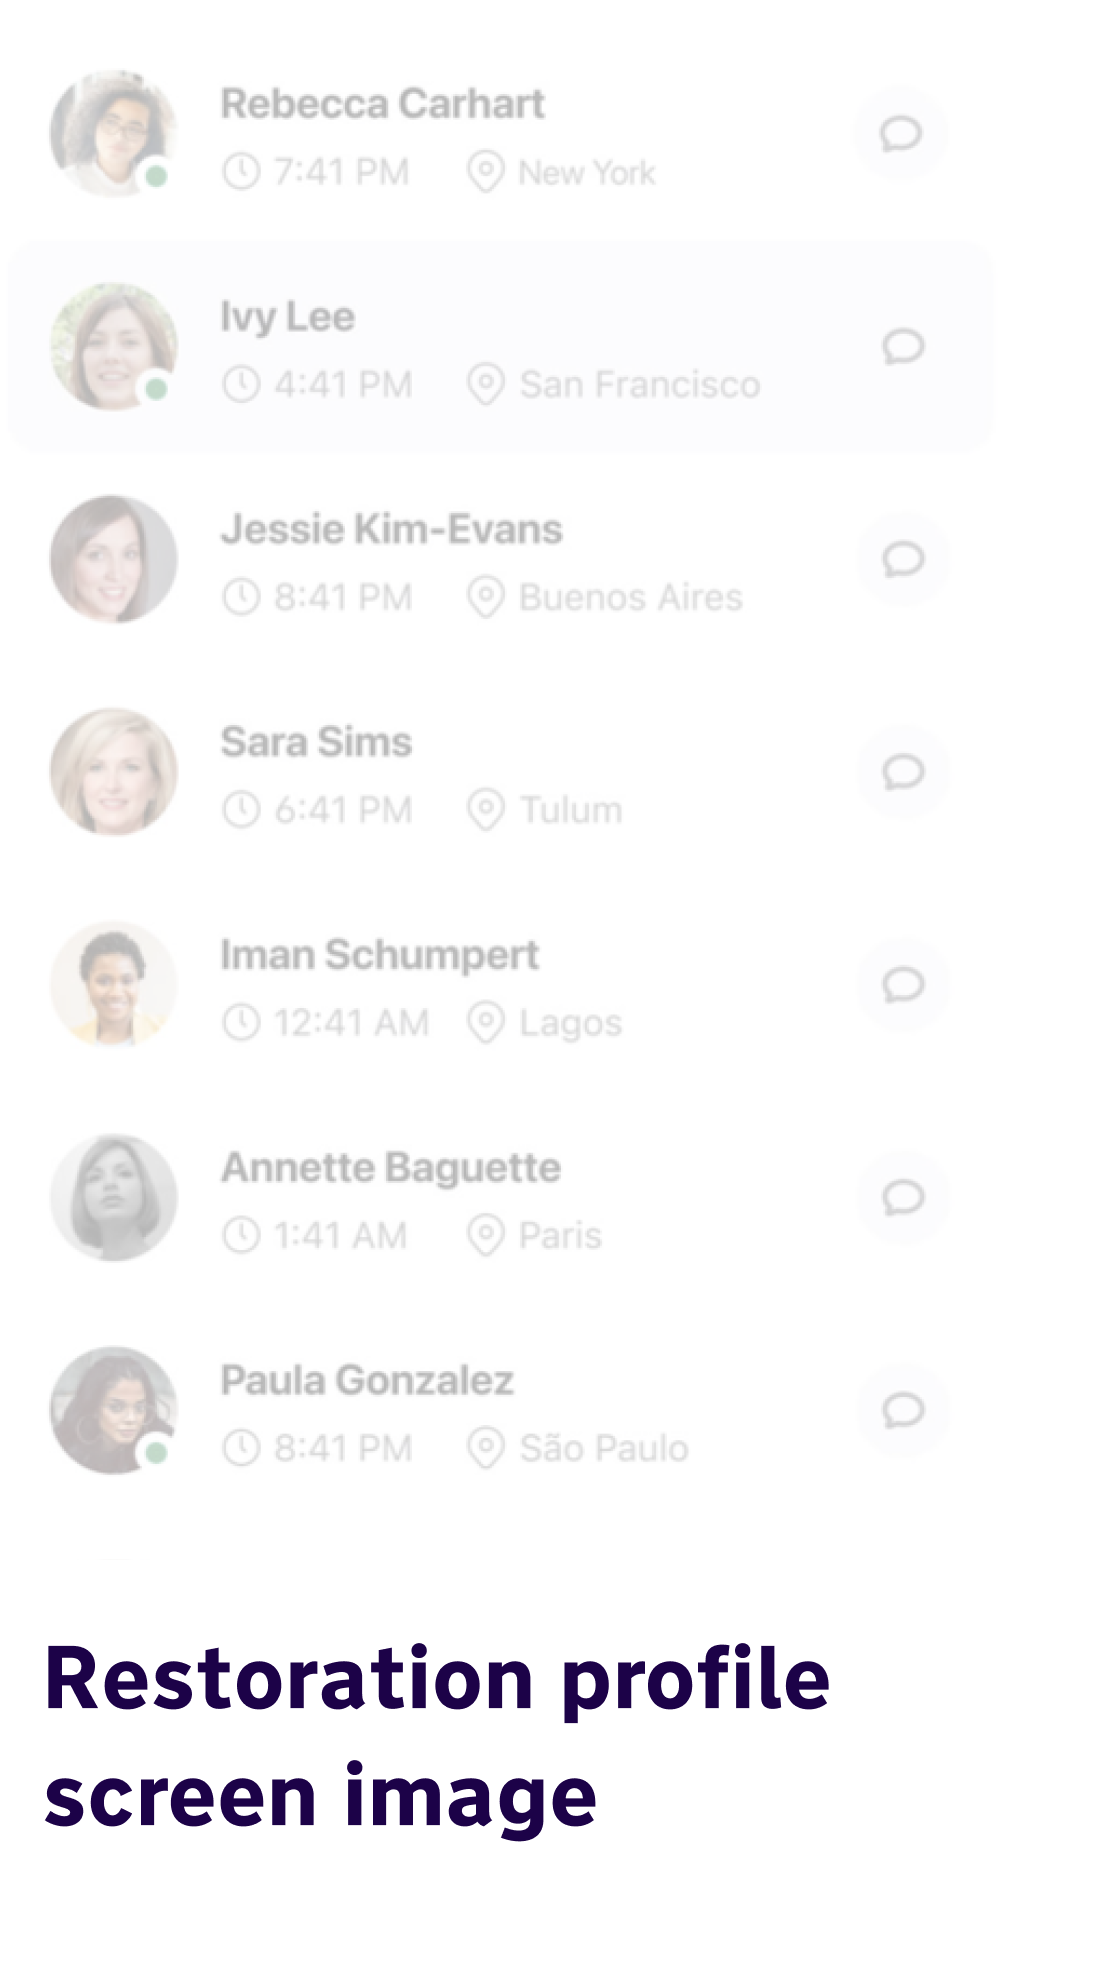 Rebecca Carhart
7:41 PM New York
Ivy Lee
4:41 PM San Francisco
Jessie Kim-Evans
8:41 PM Buenos Aires
Sara Sims
6:41 PM Tulum
Iman Schumpert
12:41 AM Lagos
Annette Baguette
1:41 AM Paris
Paula Gonzalez
8:41 PM São Paulo
Restoration profile
screen image